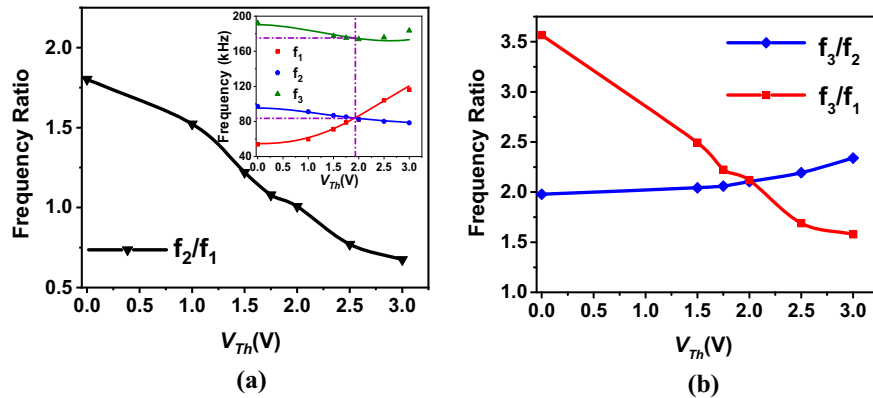 Frequency Ratio
2.0
1.5
1.0
0.5
0.0 0.5 1.0 1.5 2.0 2.5 3.0
V_Th(V)
f₂/f₁
Frequency (kHz)
200
160
120
80
40
0.0 0.5 1.0 1.5 2.0 2.5 3.0
V_Th(V)
f₁
f₂
f₃
(a)
Frequency Ratio
3.5
3.0
2.5
2.0
1.5
1.0
0.0 0.5 1.0 1.5 2.0 2.5 3.0
V_Th(V)
f₃/f₂
f₃/f₁
(b)